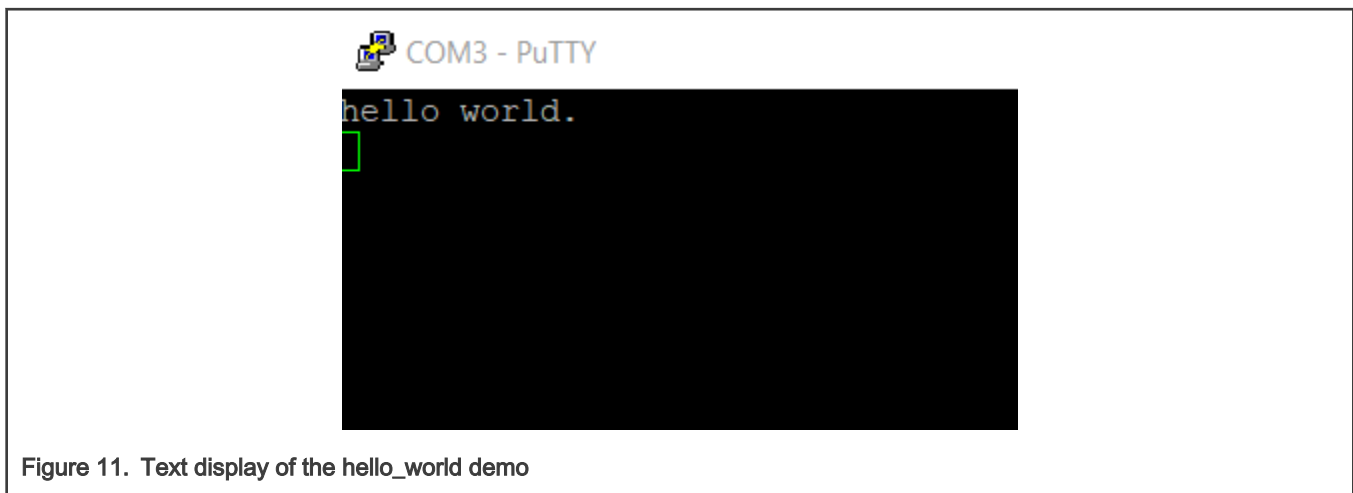 COM3 - PuTTY
hello world.
Figure 11. Text display of the hello_world demo